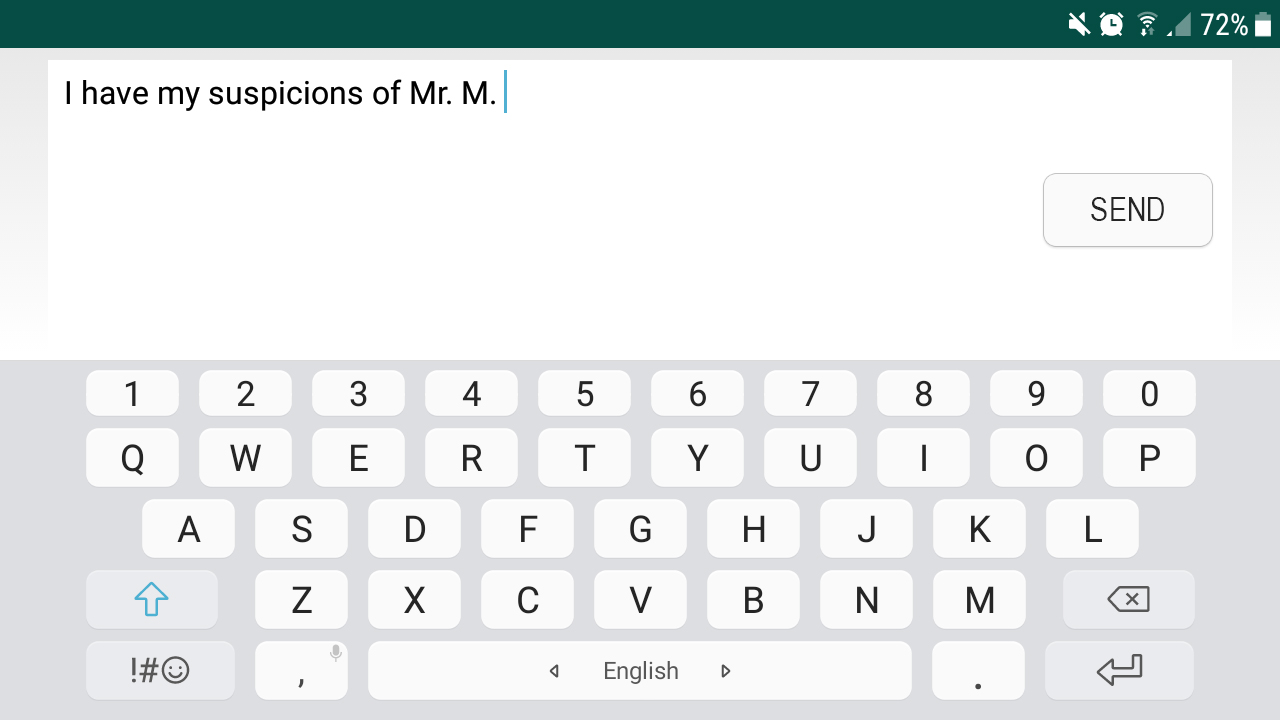 72%
I have my suspicions of Mr. M.
SEND
1 2 3 4 5 6 7 8 9 0
Q W E R T Y U I O P
A S D F G H J K L
Z X C V B N M
!#☺ , English .